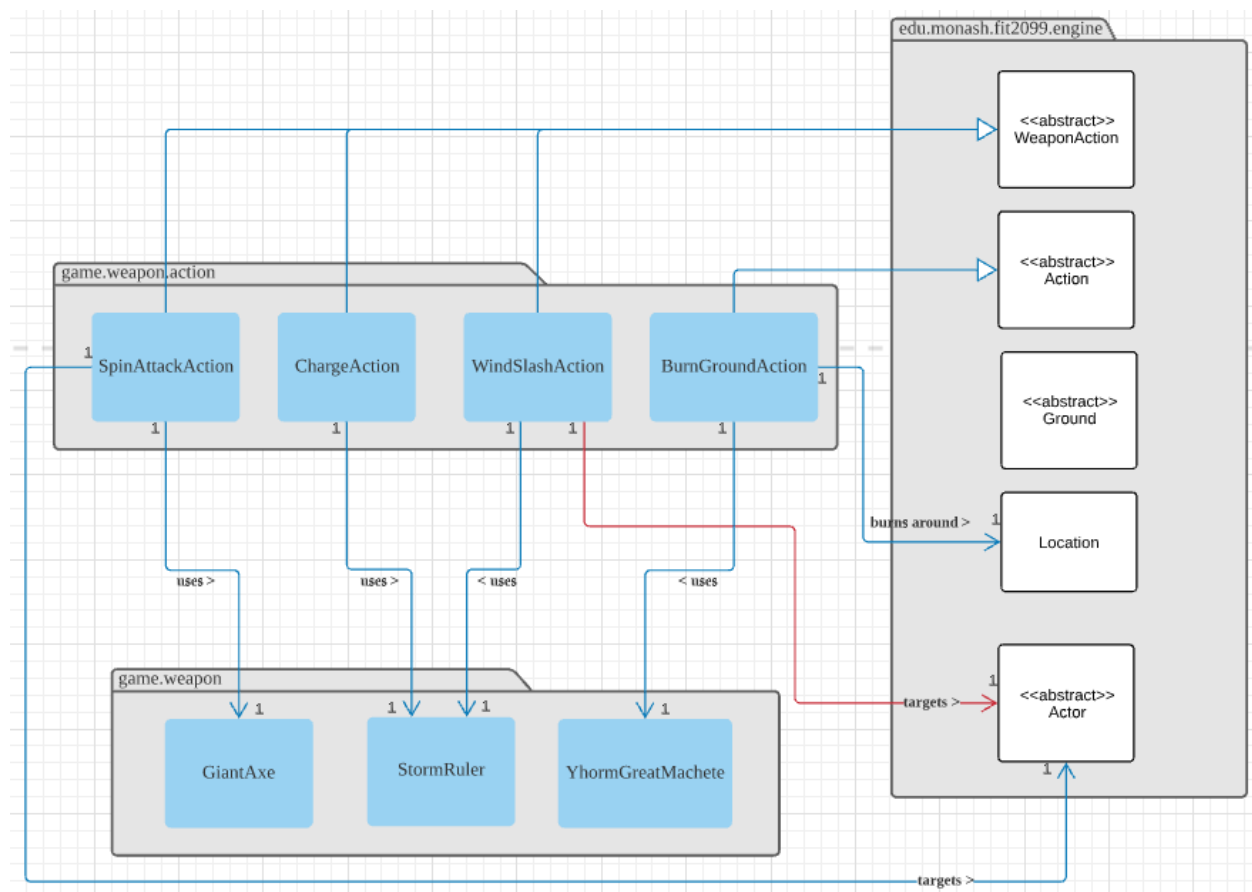 edu.monash.fit2099.engine
<<abstract>>
WeaponAction
<<abstract>>
Action
game.weapon.action
1
SpinAttackAction
ChargeAction
WindSlashAction
BurnGroundAction
1
<<abstract>>
Ground
1
1
1
1
1
burns around >
1
Location
uses >
uses >
< uses
< uses
game.weapon
1
<<abstract>>
Actor
targets >
1
1
1
1
GiantAxe
StormRuler
YhormGreatMachete
1
targets >